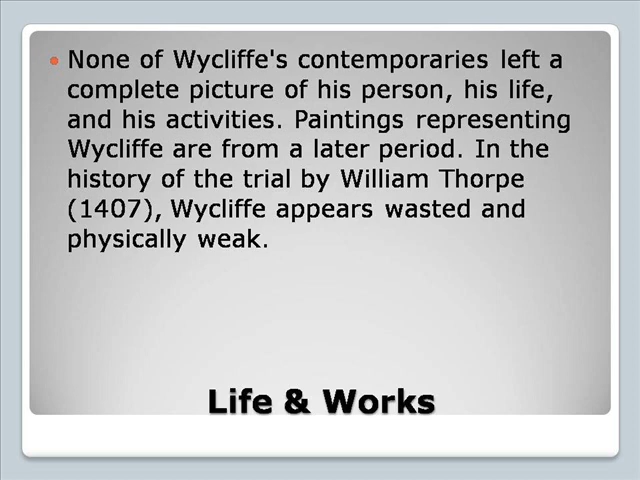 None of Wycliffe's contemporaries left a
complete picture of his person, his life,
and his activities. Paintings representing
Wycliffe are from a later period. In the
history of the trial by William Thorpe
(1407), Wycliffe appears wasted and
physically weak.
Life & Works